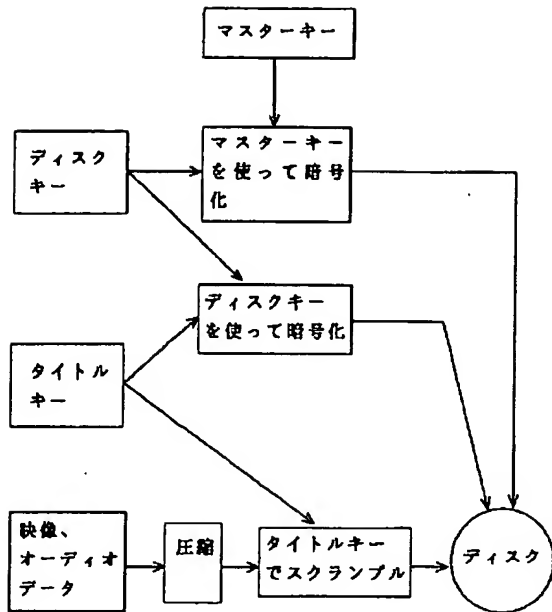 マスターキー
ディスク
キー
マスターキー
を使って暗号
化
ディスクキー
を使って暗号化
タイトル
キー
映像、
オーディオ
データ
圧縮
タイトルキー
でスクランブル
ディスク